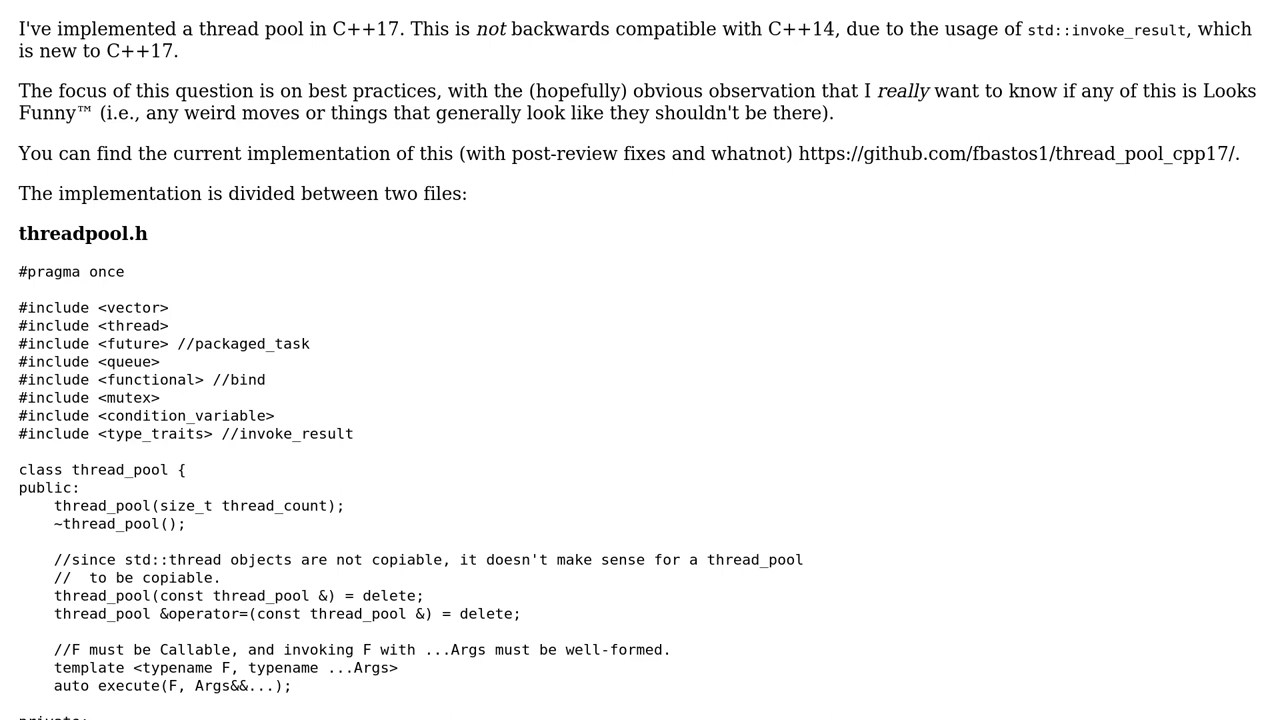 I've implemented a thread pool in C++17. This is not backwards compatible with C++14, due to the usage of std::invoke_result, which
is new to C++17.
The focus of this question is on best practices, with the (hopefully) obvious observation that I really want to know if any of this is Looks
Funny™ (i.e., any weird moves or things that generally look like they shouldn't be there).
You can find the current implementation of this (with post-review fixes and whatnot) https://github.com/fbastos1/thread_pool_cpp17/.
The implementation is divided between two files:
threadpool.h
#pragma once
#include <vector>
#include <thread>
#include <future> //packaged_task
#include <queue>
#include <functional> //bind
#include <mutex>
#include <condition_variable>
#include <type_traits> //invoke_result
class thread_pool {
public:
    thread_pool(size_t thread_count);
    ~thread_pool();
    //since std::thread objects are not copiable, it doesn't make sense for a thread_pool
    //  to be copiable.
    thread_pool(const thread_pool &) = delete;
    thread_pool &operator=(const thread_pool &) = delete;
    //F must be Callable, and invoking F with ...Args must be well-formed.
    template <typename F, typename ...Args>
    auto execute(F, Args&&...);
private: